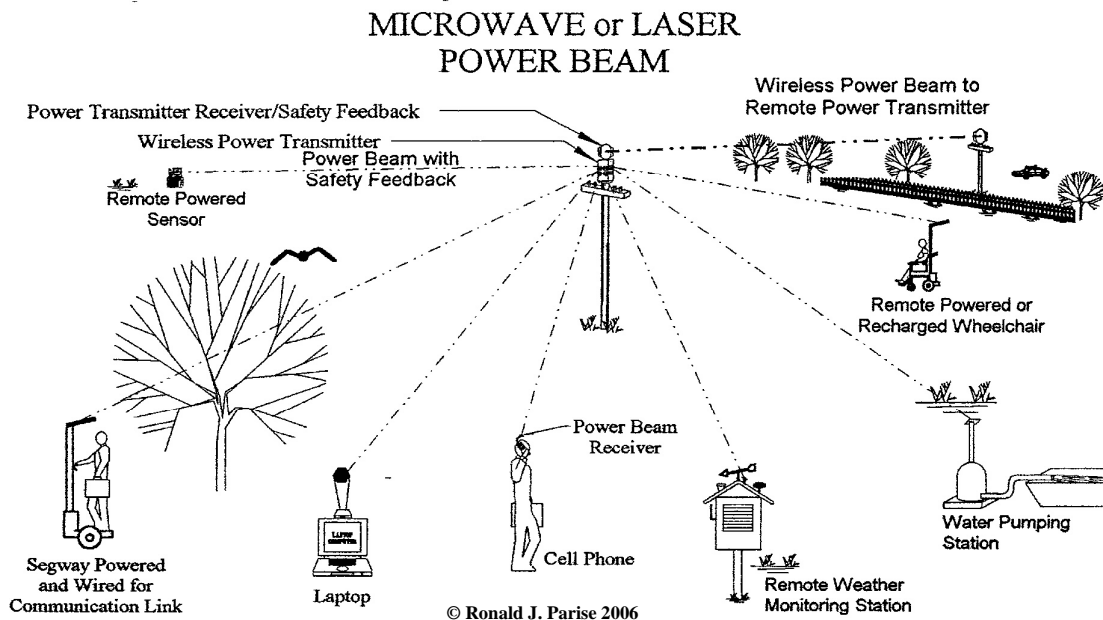 MICROWAVE or LASER
POWER BEAM
Power Transmitter Receiver/Safety Feedback
Wireless Power Transmitter
Power Beam with
Safety Feedback
Wireless Power Beam to
Remote Power Transmitter
Remote Powered
Sensor
Remote Powered or
Recharged Wheelchair
Power Beam
Receiver
Segway Powered
and Wired for
Communication Link
LAPTOP
COMPUTER
Laptop
Cell Phone
Remote Weather
Monitoring Station
Water Pumping
Station
© Ronald J. Parise 2006